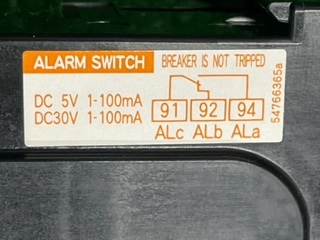 ALARM SWITCH
BREAKER IS NOT TRIPPED
DC 5V 1-100mA
DC30V 1-100mA
91 92 94
ALc ALb ALa
54766365a